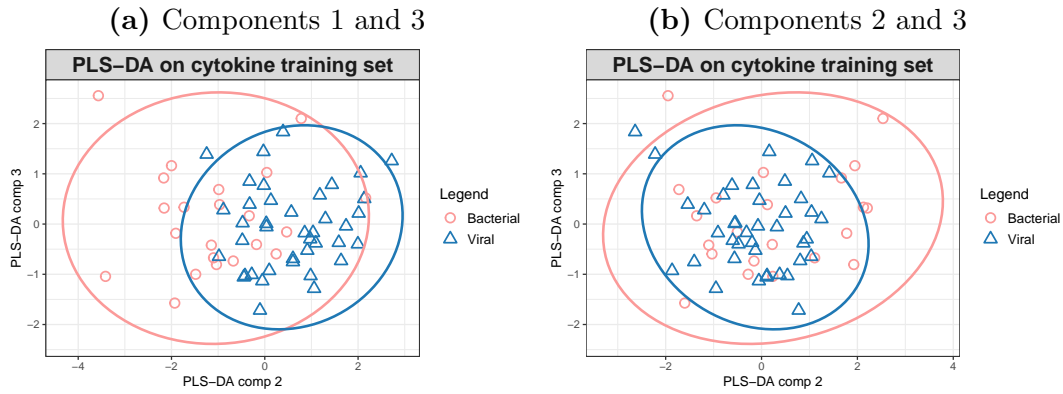 (a) Components 1 and 3
PLS−DA on cytokine training set
2
1
0
−1
−2
−4
−2
0
2
PLS−DA comp 3
PLS−DA comp 2
Legend
Bacterial
Viral
(b) Components 2 and 3
PLS−DA on cytokine training set
2
1
0
−1
−2
−2
0
2
4
PLS−DA comp 3
PLS−DA comp 2
Legend
Bacterial
Viral